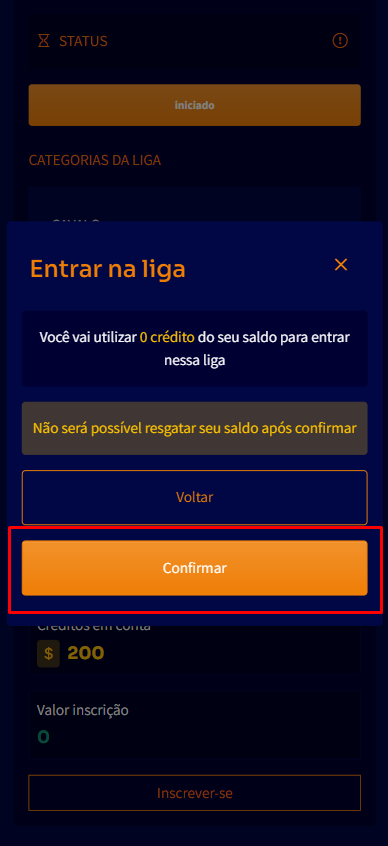 STATUS
iniciado
CATEGORIAS DA LIGA
Entrar na liga
Você vai utilizar 0 crédito do seu saldo para entrar
nessa liga
Não será possível resgatar seu saldo após confirmar
Voltar
Confirmar
Créditos em conta
$ 200
Valor inscrição
0
Inscrever-se